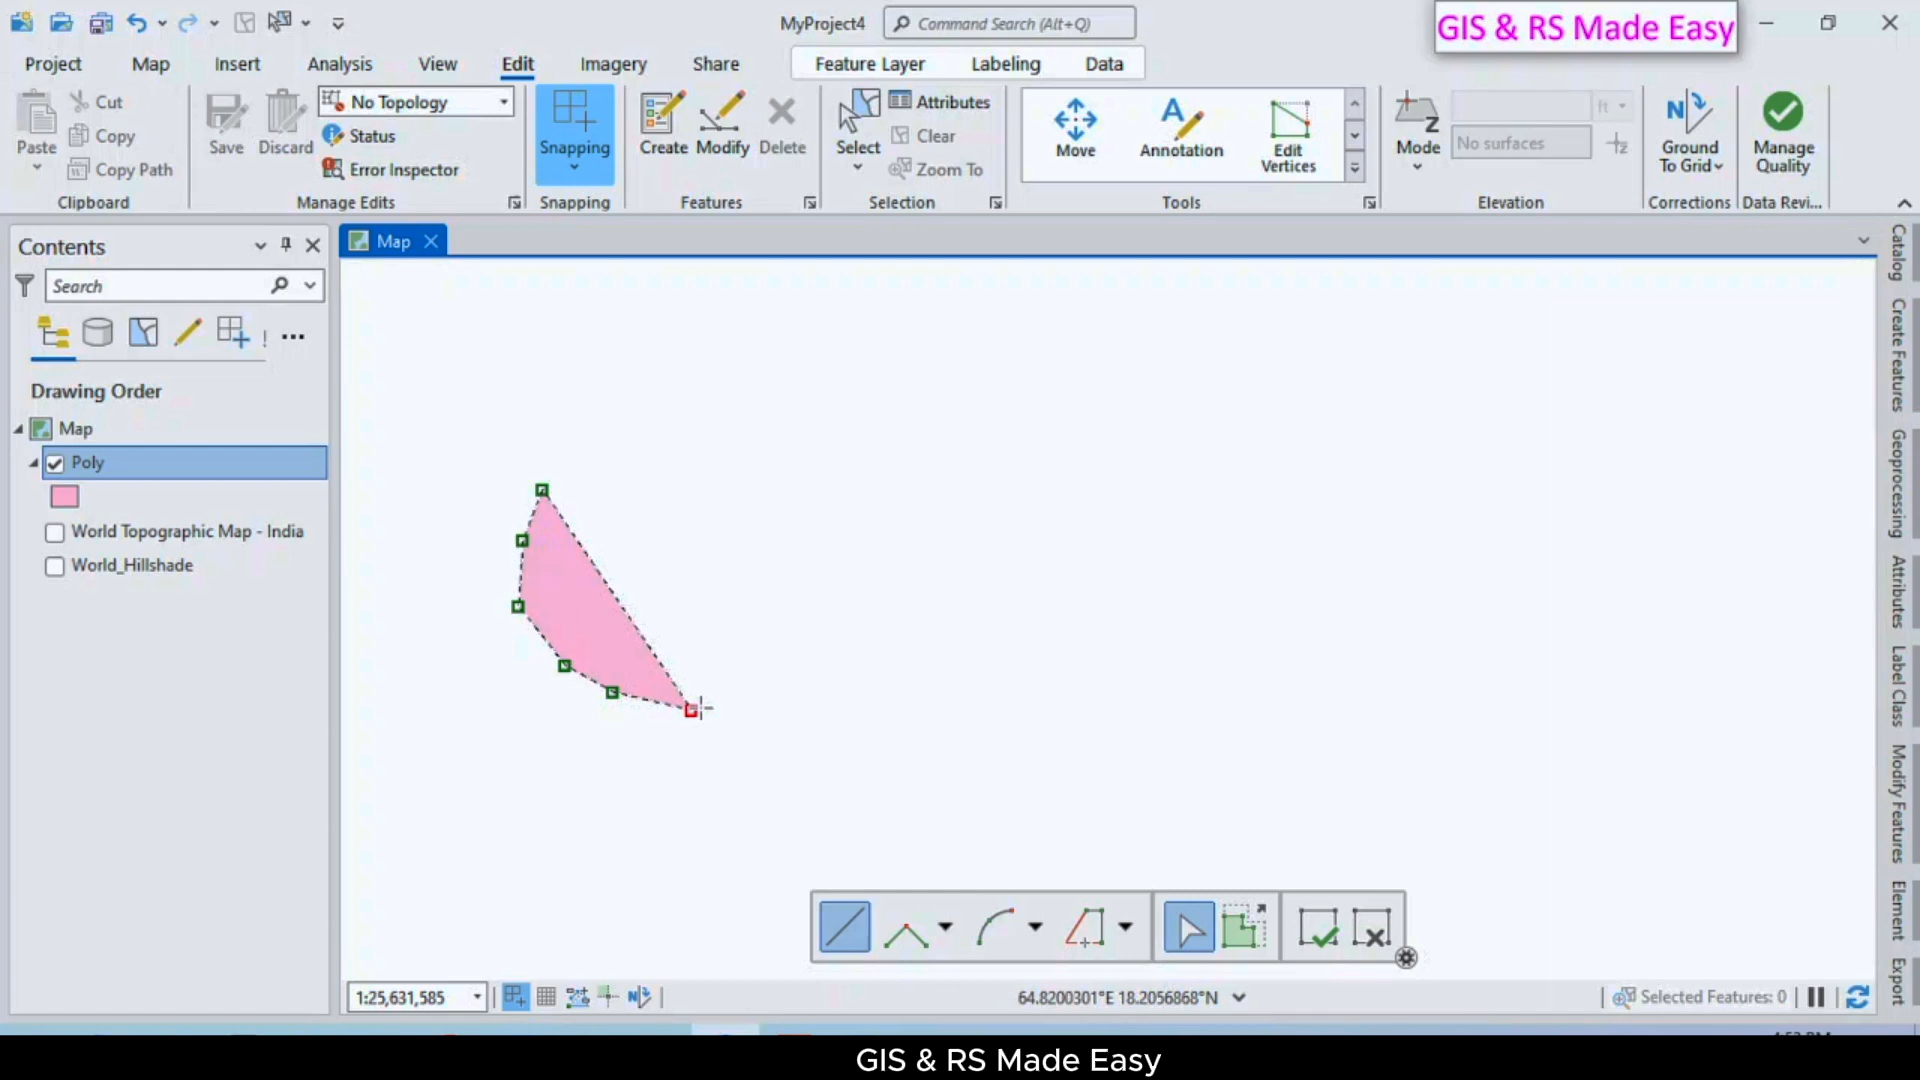 MyProject4
Command Search (Alt+Q)
GIS & RS Made Easy
Project
Map
Insert
Analysis
View
Edit
Imagery
Share
Feature Layer
Labeling
Data
Paste
Cut
Copy
Copy Path
Clipboard
Save
Discard
No Topology
Status
Error Inspector
Manage Edits
Snapping
Snapping
Create
Modify
Delete
Features
Select
Attributes
Clear
Zoom To
Selection
Move
Annotation
Edit
Vertices
Tools
Mode
ft
No surfaces
Elevation
Ground
To Grid
Corrections
Manage
Quality
Data Revi...
Contents
Search
Drawing Order
Map
Poly
World Topographic Map - India
World_Hillshade
Map
Catalog
Create Features
Geoprocessing
Attributes
Label Class
Modify Features
Element
Export
1:25,631,585
64.8200301°E 18.2056868°N
Selected Features: 0
GIS & RS Made Easy